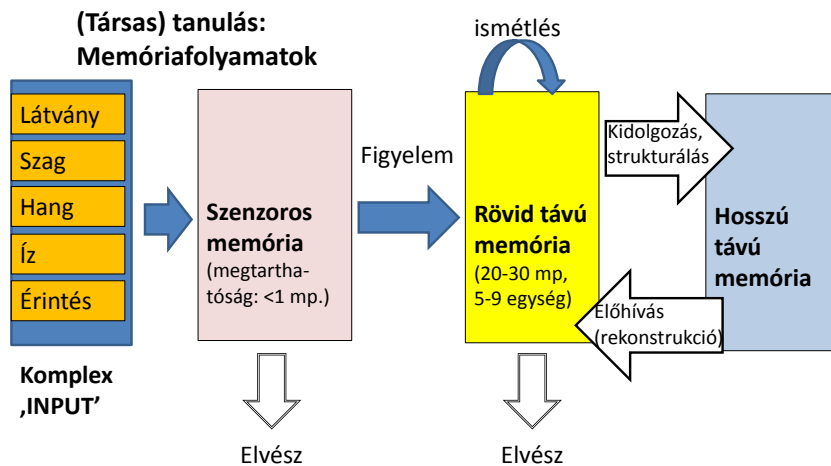 (Társas) tanulás:
Memóriafolyamatok
ismétlés
Látvány
Szag
Hang
Íz
Érintés
Komplex
‚INPUT’
Szenzoros
memória
(megtartha-
tóság: <1 mp.)
Figyelem
Rövid távú
memória
(20-30 mp,
5-9 egység)
Kidolgozás,
strukturálás
Hosszú
távú
memória
Előhívás
(rekonstrukció)
Elvész
Elvész